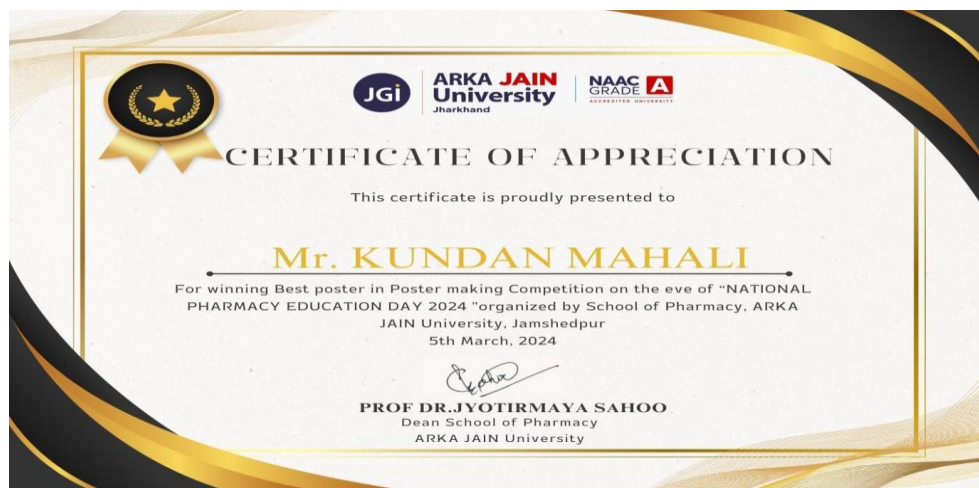 JGi
ARKA JAIN
University
Jharkhand
NAAC
GRADE A
ACCREDITED UNIVERSITY
CERTIFICATE OF APPRECIATION
This certificate is proudly presented to
Mr. KUNDAN MAHALI
For winning Best poster in Poster making Competition on the eve of “NATIONAL
PHARMACY EDUCATION DAY 2024 ”organized by School of Pharmacy, ARKA
JAIN University, Jamshedpur
5th March, 2024
PROF DR.JYOTIRMAYA SAHOO
Dean School of Pharmacy
ARKA JAIN University